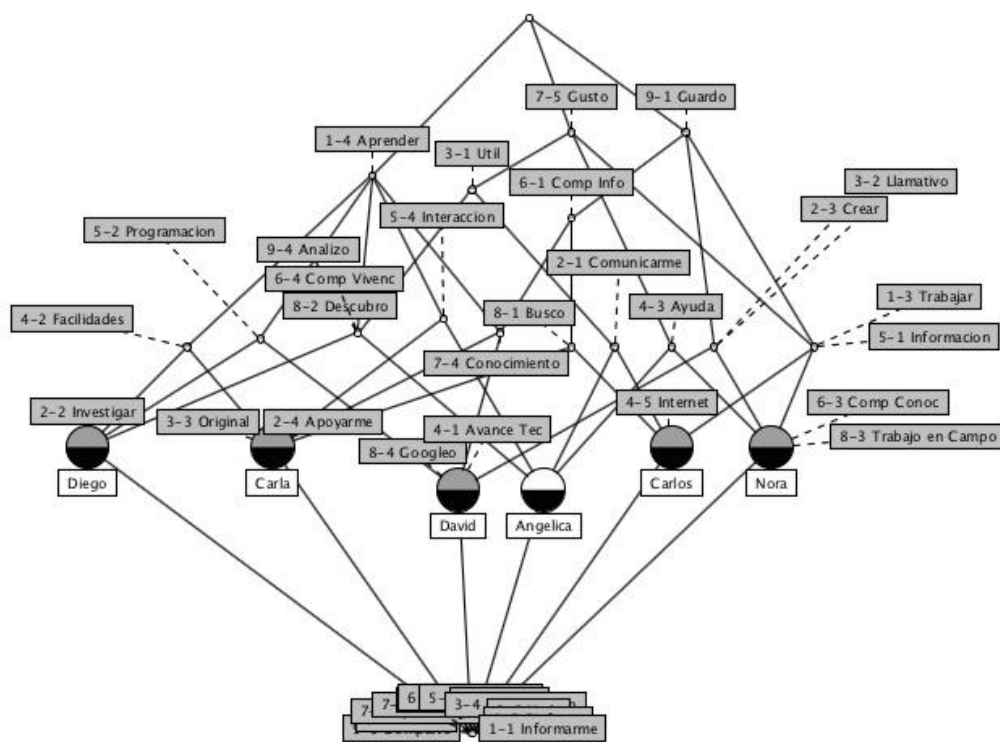 7-5 Gusto
9-1 Guardo
1-4 Aprender
3-1 Util
6-1 Comp Info
3-2 Llamativo
2-3 Crear
5-4 Interaccion
5-2 Programacion
9-4 Analizo
2-1 Comunicarme
6-4 Comp Vivenc
8-2 Descubro
8-1 Busco
4-3 Ayuda
1-3 Trabajar
4-2 Facilidades
5-1 Informacion
7-4 Conocimiento
2-2 Investigar
3-3 Original
2-4 Apoyarme
4-5 Internet
6-3 Comp Conoc
4-1 Avance Tec
8-3 Trabajo en Campo
8-4 Googleo
Diego
Carla
Carlos
Nora
David
Angelica
6
5-
7-
3-4
7-
1-1 Informarme